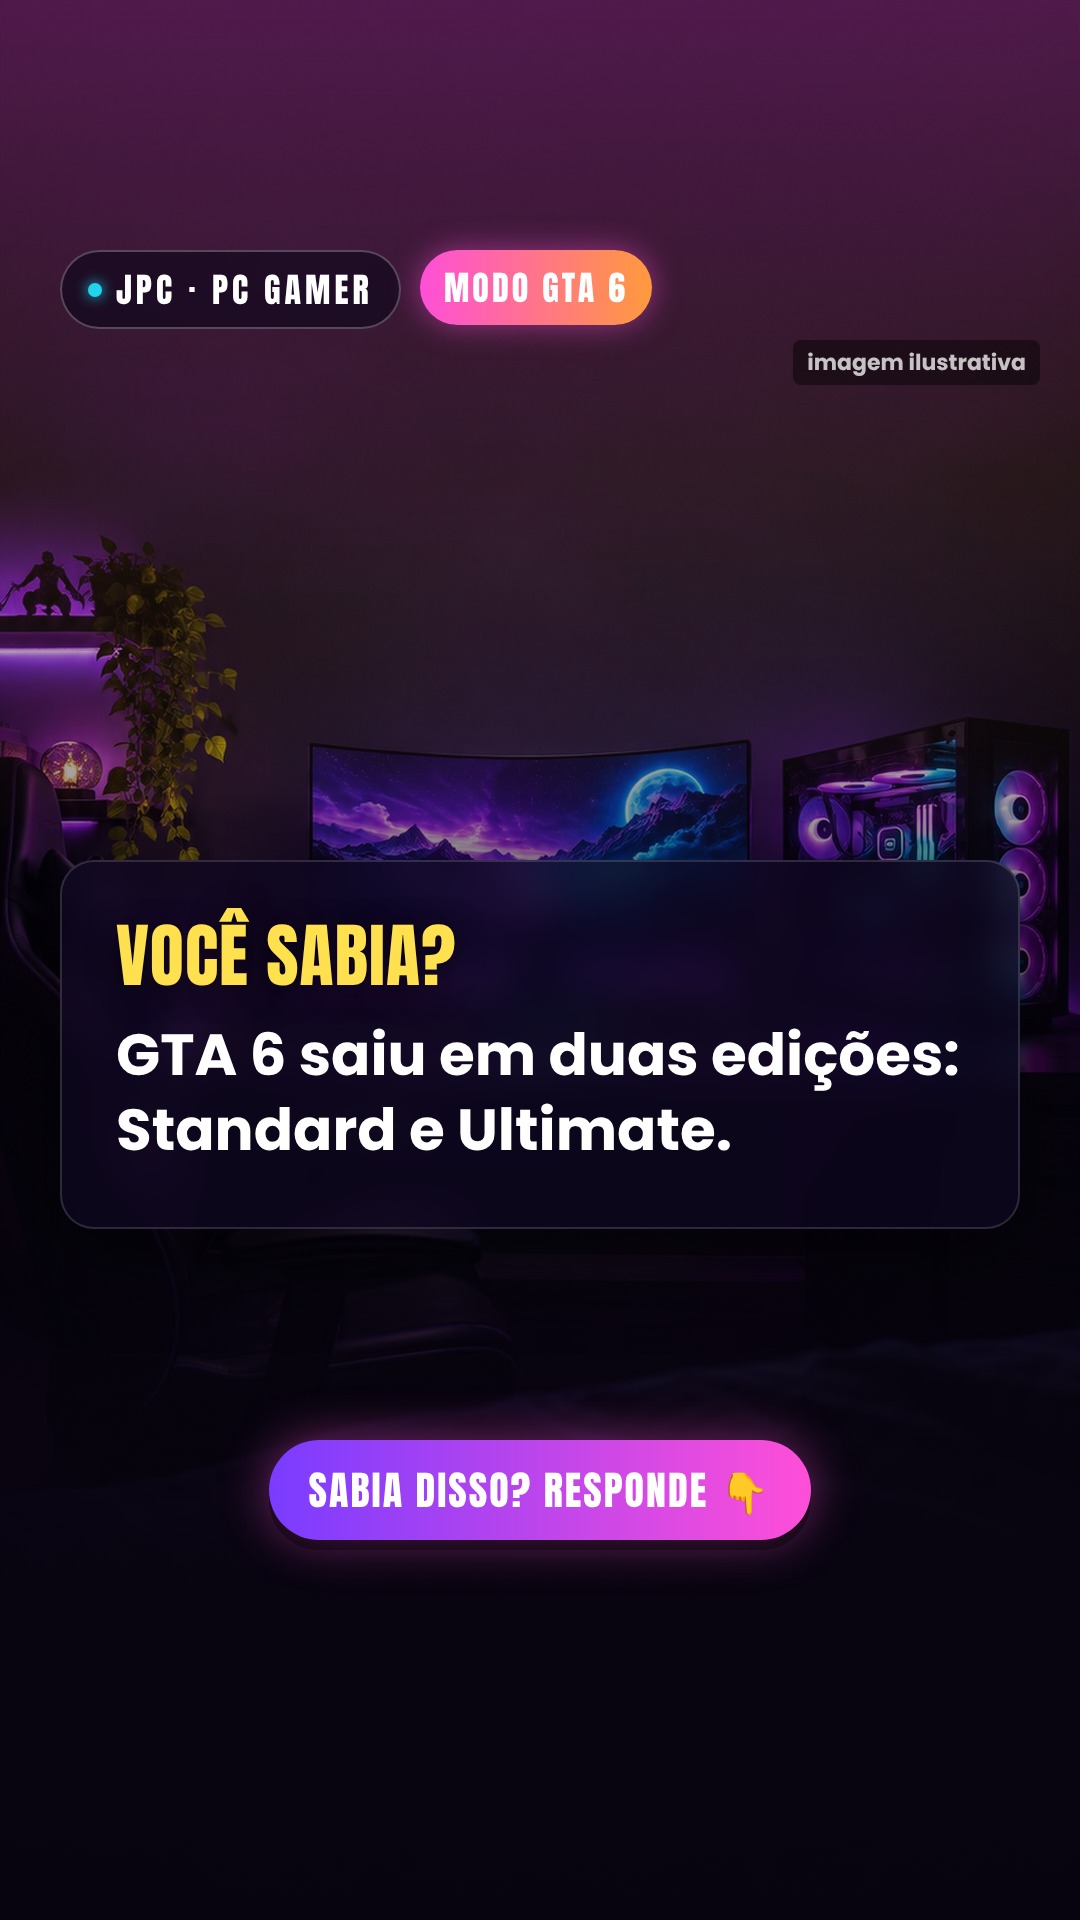 JPC · PC GAMER
MODO GTA 6
imagem ilustrativa
VOCÊ SABIA?
GTA 6 saiu em duas edições:
Standard e Ultimate.
SABIA DISSO? RESPONDE 👇